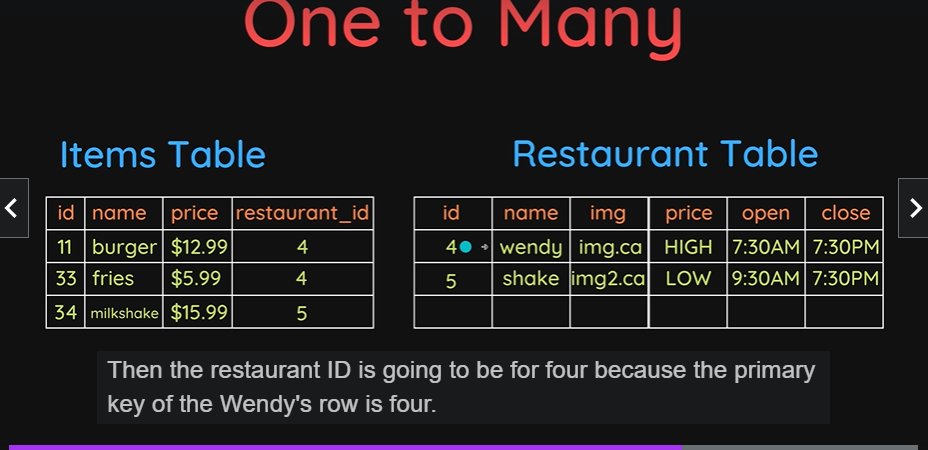 One to Many
Items Table
id name price restaurant_id
11 burger $12.99 4
33 fries $5.99 4
34 milkshake $15.99 5
Restaurant Table
id name img price open close
4 wendy img.ca HIGH 7:30AM 7:30PM
5 shake img2.ca LOW 9:30AM 7:30PM
Then the restaurant ID is going to be for four because the primary
key of the Wendy's row is four.